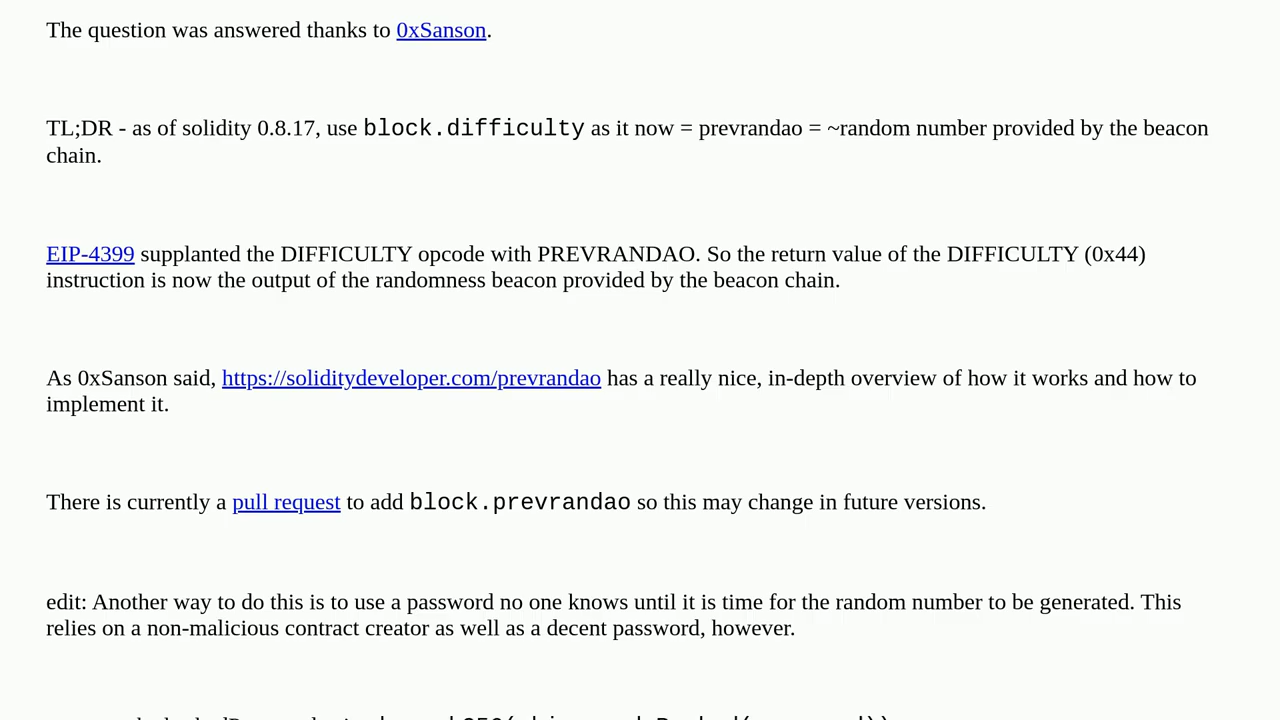 The question was answered thanks to 0xSanson.
TL;DR - as of solidity 0.8.17, use block.difficulty as it now = prevrandao = ~random number provided by the beacon
chain.
EIP-4399 supplanted the DIFFICULTY opcode with PREVRANDAO. So the return value of the DIFFICULTY (0x44)
instruction is now the output of the randomness beacon provided by the beacon chain.
As 0xSanson said, https://soliditydeveloper.com/prevrandao has a really nice, in-depth overview of how it works and how to
implement it.
There is currently a pull request to add block.prevrandao so this may change in future versions.
edit: Another way to do this is to use a password no one knows until it is time for the random number to be generated. This
relies on a non-malicious contract creator as well as a decent password, however.